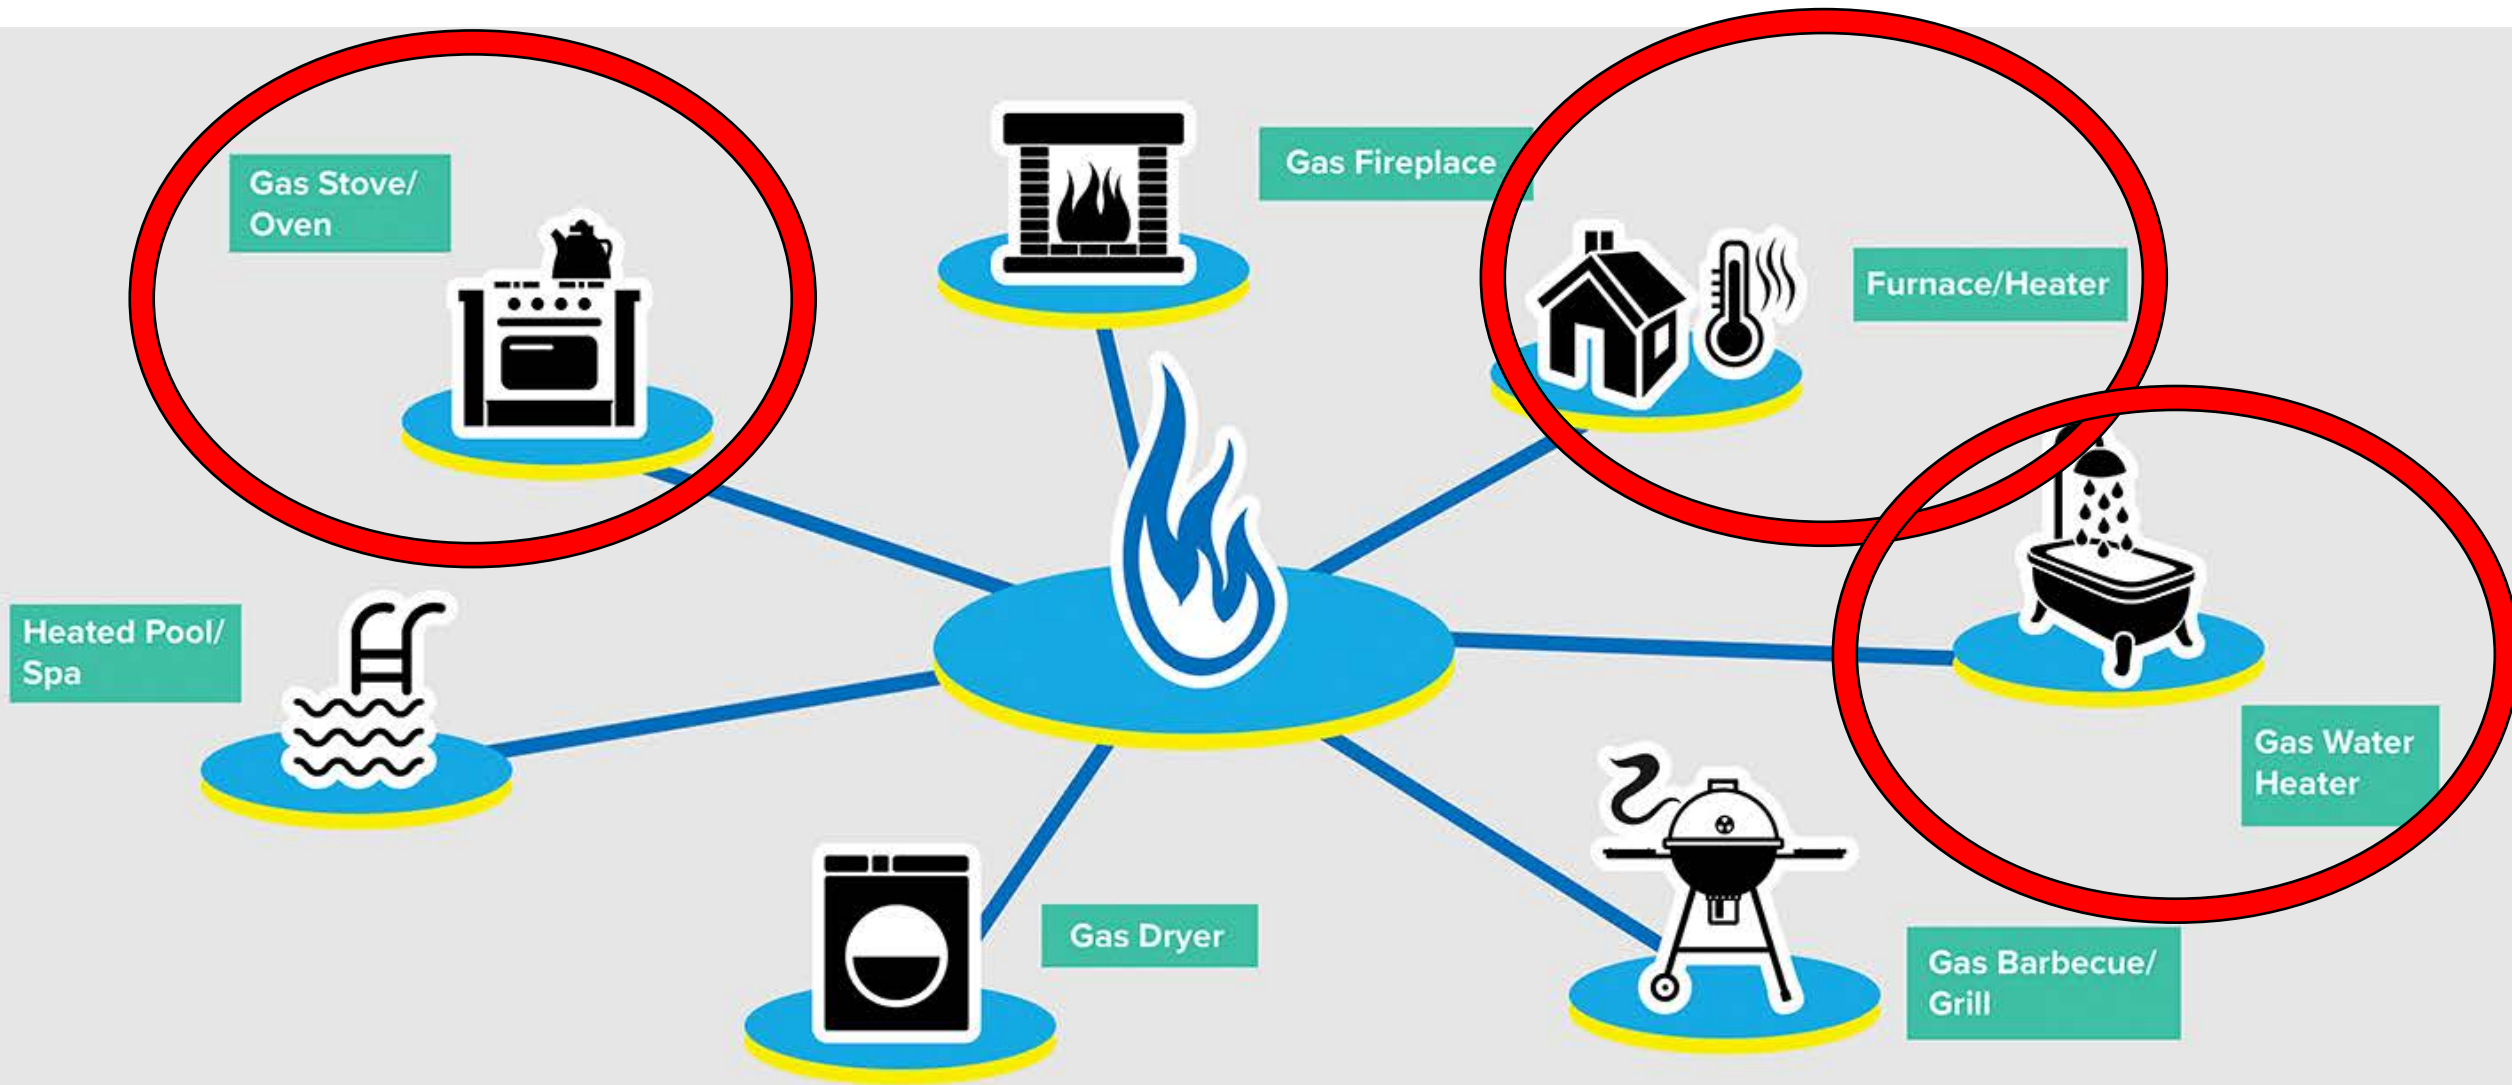 Gas Stove/
Oven
Gas Fireplace
Furnace/Heater
Heated Pool/
Spa
Gas Water
Heater
Gas Dryer
Gas Barbecue/
Grill